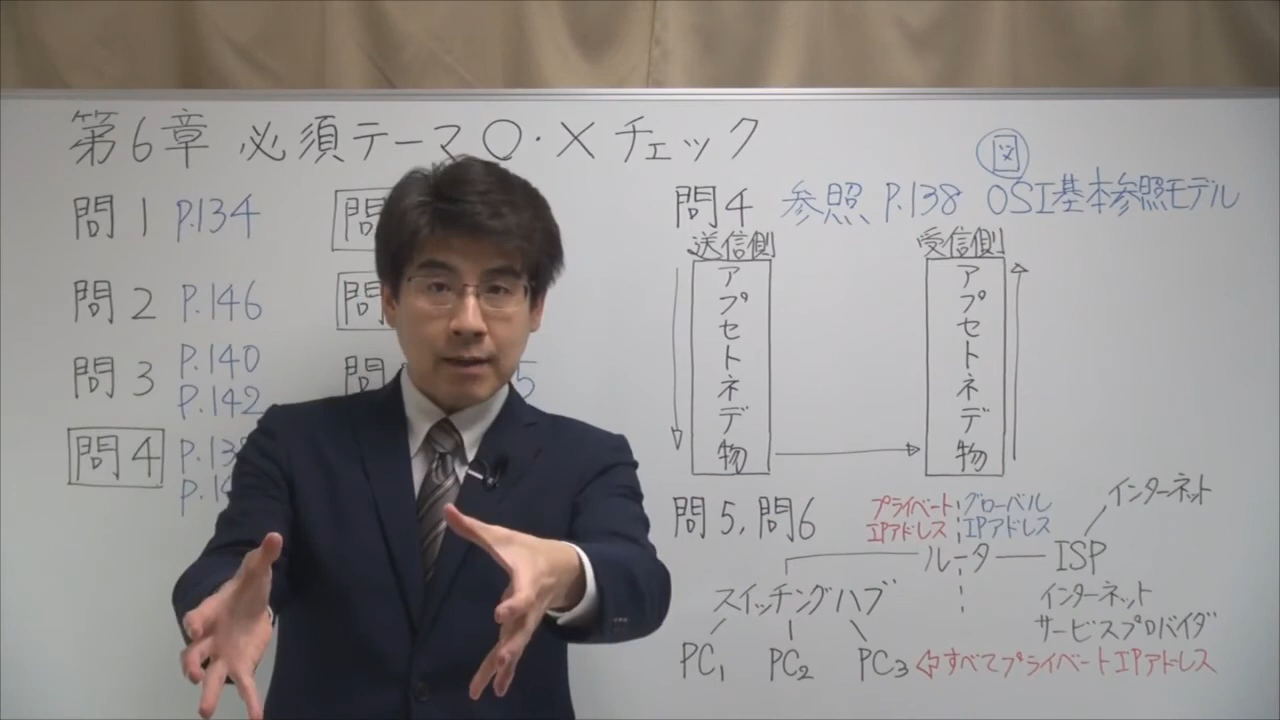 第6章 必須テーマ〇・×チェック
問1 P.134
問2 P.146
問3 P.140
P.142
問4
問
問
図
問4 参照 P.138 OSI基本参照モデル
送信側
アプセトネデ物
受信側
アプセトネデ物
問5,問6
プライベート
IPアドレス
グローバル
IPアドレス
インターネット
ルータ
ISP
スイッチングハブ
インターネット
サービスプロバイダ
PC1 PC2 PC3 ⇦すべてプライベートIPアドレス